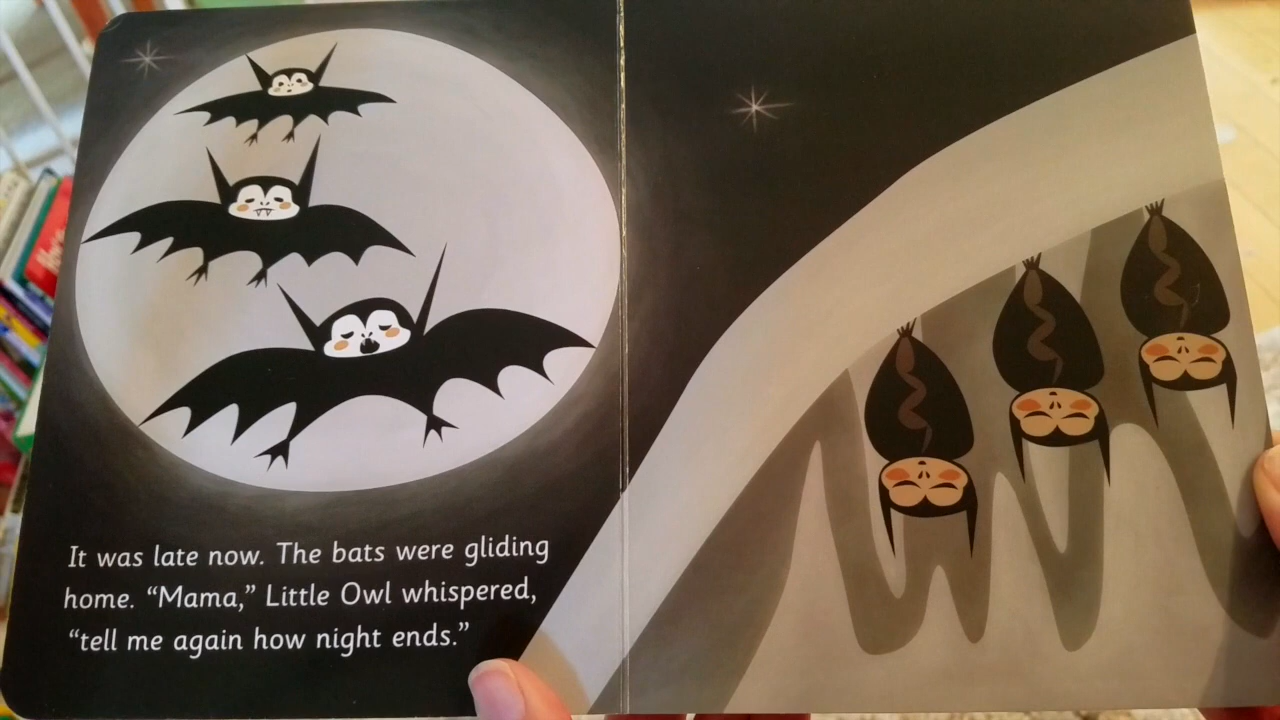 It was late now. The bats were gliding
home. “Mama,” Little Owl whispered,
“tell me again how night ends.”